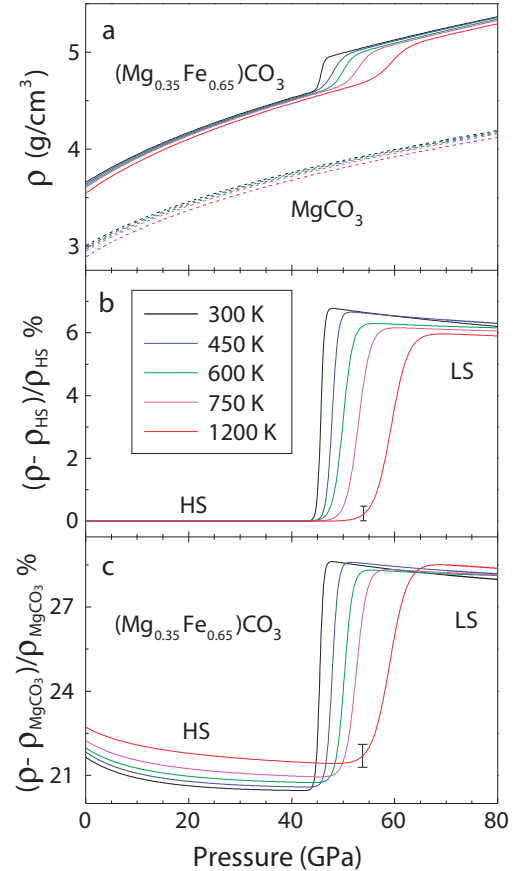 a
5
4
3
ρ (g/cm³)
(Mg₀.₃₅Fe₀.₆₅)CO₃
MgCO₃
b
6
4
2
0
(ρ- ρHS)/ρHS %
300 K
450 K
600 K
750 K
1200 K
HS
LS
c
27
24
21
(ρ- ρMgCO₃)/ρMgCO₃ %
(Mg₀.₃₅Fe₀.₆₅)CO₃
HS
LS
0 20 40 60 80
Pressure (GPa)